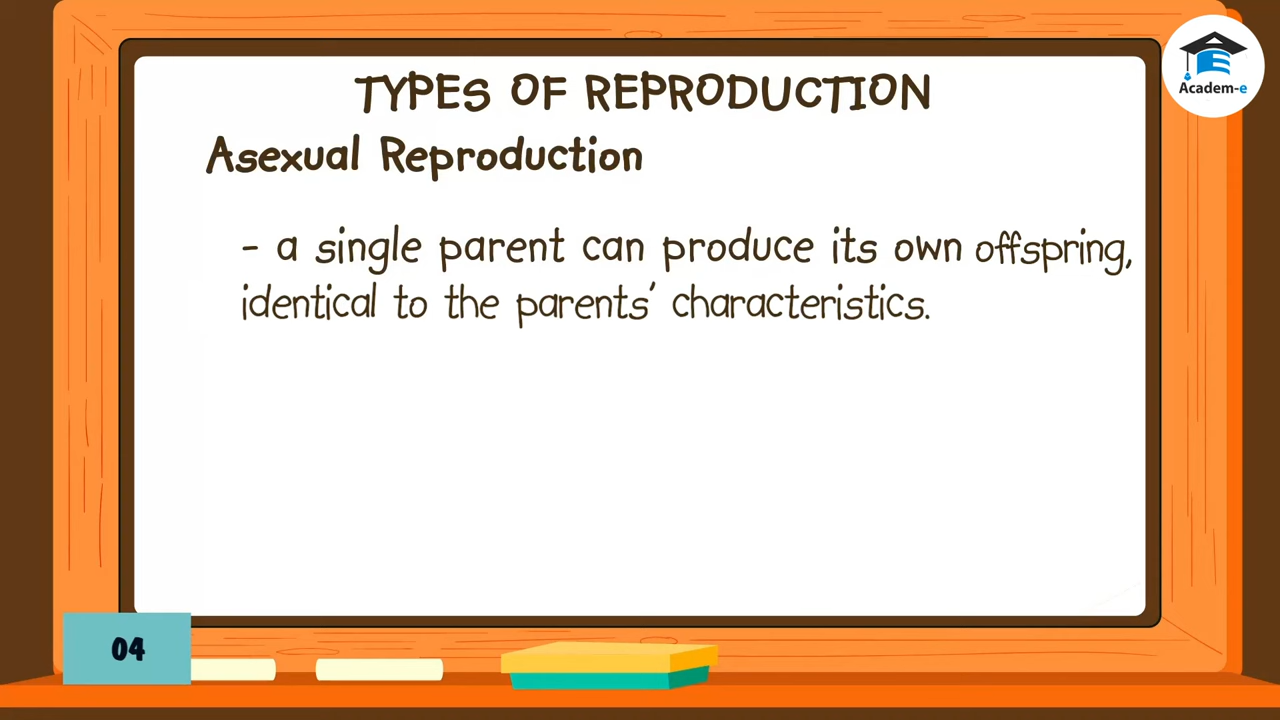 TYPES OF REPRODUCTION
Academ-e
Asexual Reproduction
- a single parent can produce its own offspring,
identical to the parents' characteristics.
04